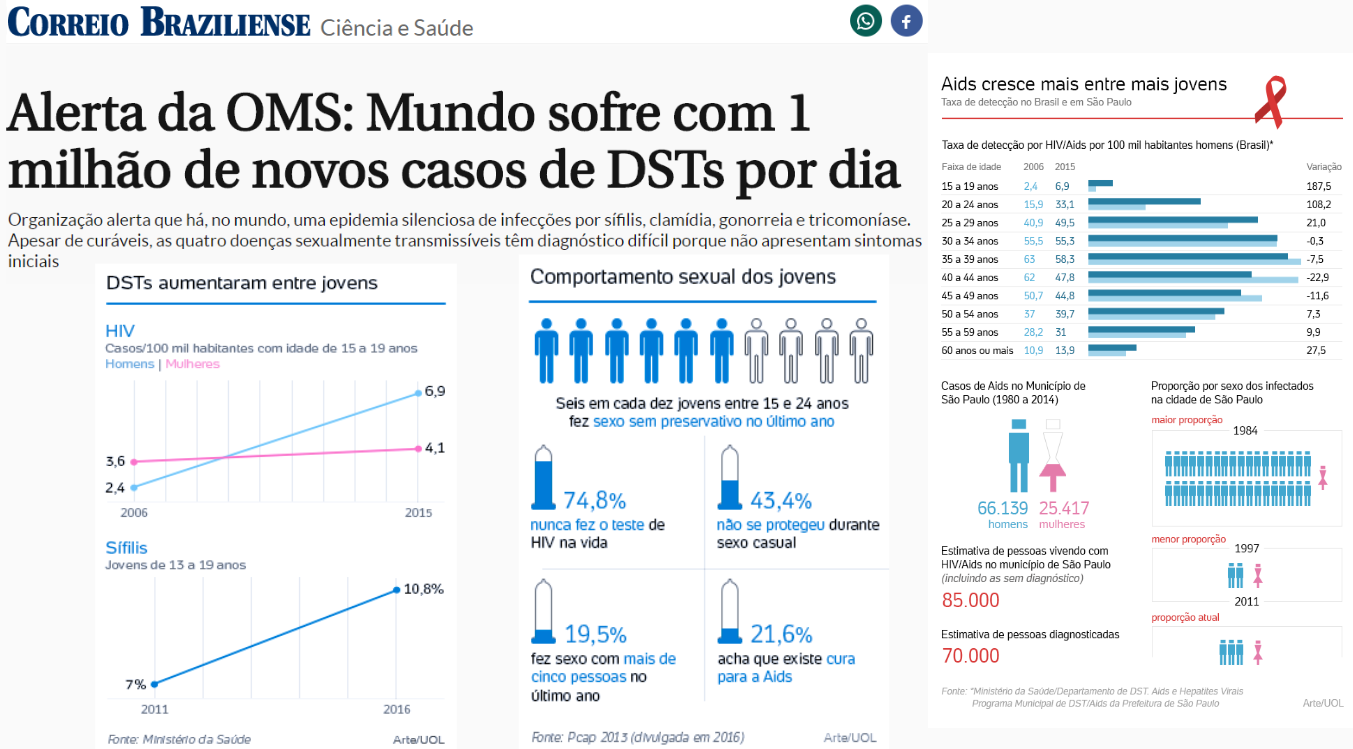 CORREIO BRAZILIENSE Ciência e Saúde
Alerta da OMS: Mundo sofre com 1
milhão de novos casos de DSTs por dia
Organização alerta que há, no mundo, uma epidemia silenciosa de infecções por sífilis, clamídia, gonorreia e tricomoníase.
Apesar de curáveis, as quatro doenças sexualmente transmissíveis têm diagnóstico difícil porque não apresentam sintomas
iniciais
DSTs aumentaram entre jovens
HIV
Casos/100 mil habitantes com idade de 15 a 19 anos
Homens | Mulheres
6,9
4,1
3,6
2,4
2006 2015
Sífilis
Jovens de 13 a 19 anos
10,8%
7%
2011 2016
Fonte: Ministério da Saúde Arte/UOL
Comportamento sexual dos jovens
Seis em cada dez jovens entre 15 e 24 anos
fez sexo sem preservativo no último ano
74,8%
nunca fez o teste de
HIV na vida
43,4%
não se protegeu durante
sexo casual
19,5%
fez sexo com mais de
cinco pessoas no
último ano
21,6%
acha que existe cura
para a Aids
Fonte: Pcap 2013 (divulgada em 2016) Arte/UOL
Aids cresce mais entre mais jovens
Taxa de detecção no Brasil e em São Paulo
Taxa de detecção por HIV/Aids por 100 mil habitantes homens (Brasil)*
Faixa de idade 2006 2015 Variação
15 a 19 anos 2,4 6,9 187,5
20 a 24 anos 15,9 33,1 108,2
25 a 29 anos 40,9 49,5 21,0
30 a 34 anos 55,5 55,3 -0,3
35 a 39 anos 63 58,3 -7,5
40 a 44 anos 62 47,8 -22,9
45 a 49 anos 50,7 44,8 -11,6
50 a 54 anos 37 39,7 7,3
55 a 59 anos 28,2 31 9,9
60 anos ou mais 10,9 13,9 27,5
Casos de Aids no Município de
São Paulo (1980 a 2014)
66.139 25.417
homens mulheres
Estimativa de pessoas vivendo com
HIV/Aids no município de São Paulo
(incluindo as sem diagnóstico)
85.000
Estimativa de pessoas diagnosticadas
70.000
Proporção por sexo dos infectados
na cidade de São Paulo
maior proporção
1984
menor proporção
1997
2011
proporção atual
Fonte: *Ministério da Saúde/Departamento de DST. Aids e Hepatites Virais
Programa Municipal de DST/Aids da Prefeitura de São Paulo Arte/UOL